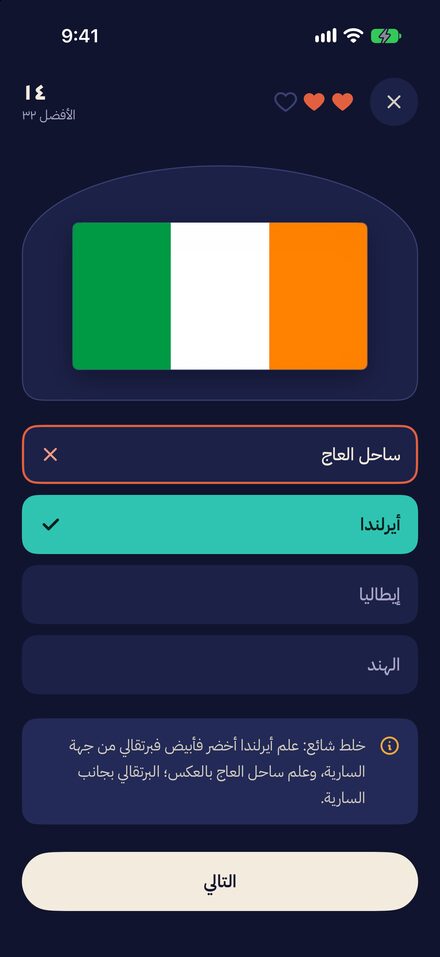 9:41
١٤
الأفضل ٣٢
ساحل العاج
أيرلندا
إيطاليا
الهند
خلط شائع: علم أيرلندا أخضر فأبيض فبرتقالي من جهة
السارية، وعلم ساحل العاج بالعكس؛ البرتقالي بجانب
السارية.
التالي